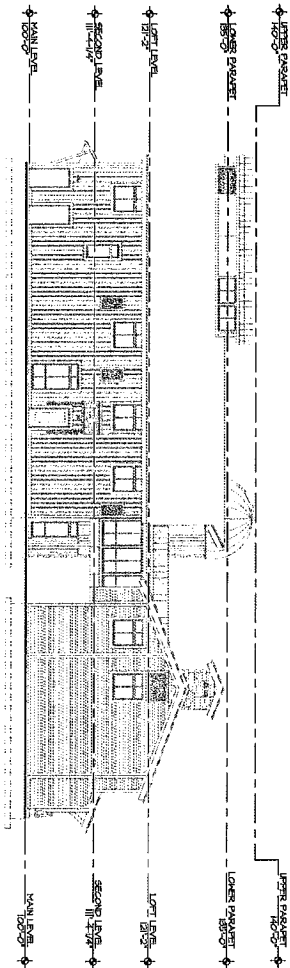 UPPER PARAPET
140'-0"
LOWER PARAPET
135'-0"
LOFT LEVEL
121'-2"
SECOND LEVEL
111'-4 1/4"
MAIN LEVEL
100'-0"
UPPER PARAPET
140'-0"
LOWER PARAPET
135'-0"
LOFT LEVEL
121'-2"
SECOND LEVEL
111'-4 1/4"
MAIN LEVEL
100'-0"